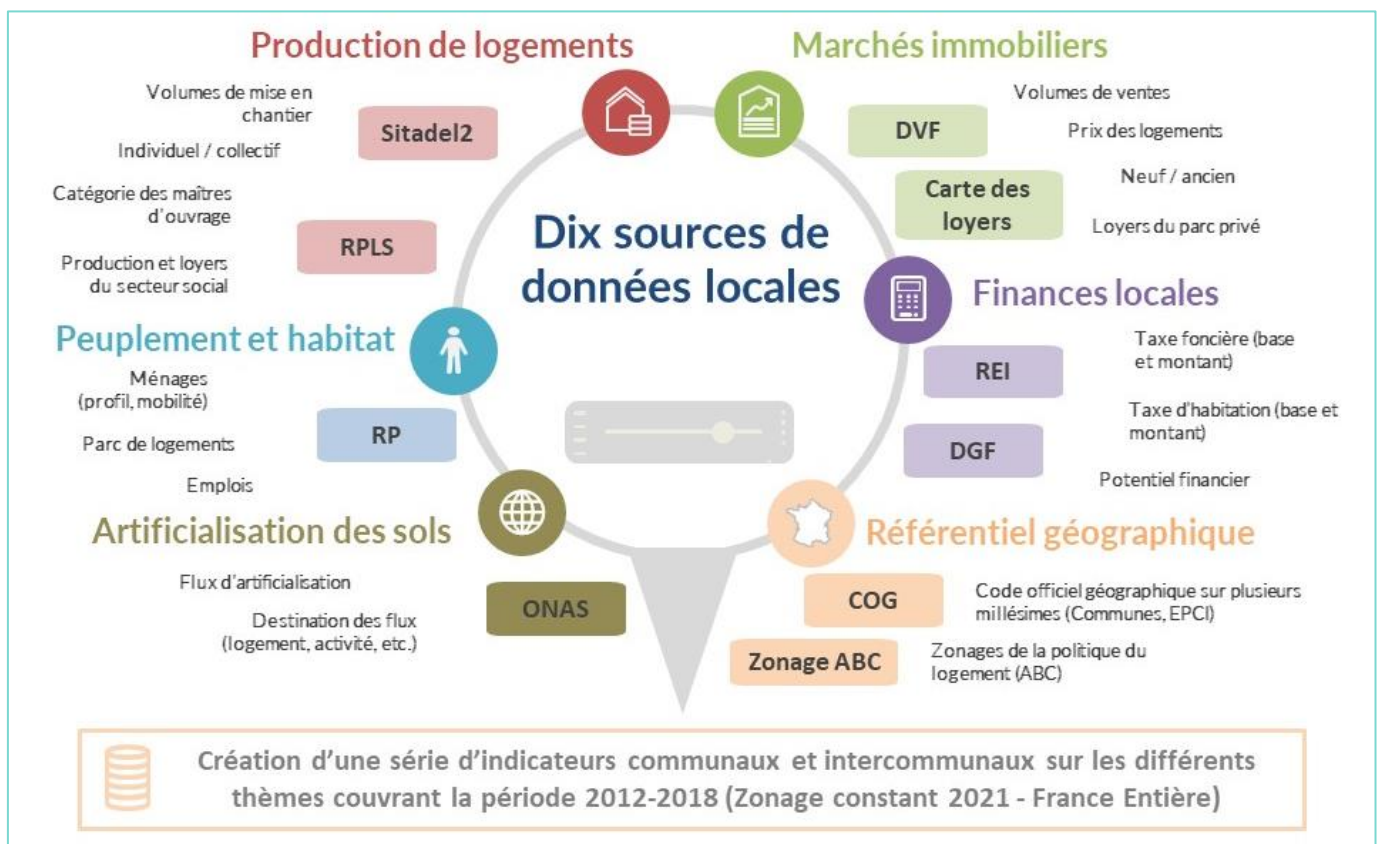 Production de logements
Volumes de mise en
chantier
Sitadel2
Individuel / collectif
Catégorie des maîtres
d'ouvrage
RPLS
Production et loyers
du secteur social
Marchés immobiliers
Volumes de ventes
DVF
Prix des logements
Neuf / ancien
Carte des
loyers
Loyers du parc privé
Dix sources de
données locales
Peuplement et habitat
Ménages
(profil, mobilité)
RP
Parc de logements
Emplois
Finances locales
Taxe foncière (base
et montant)
REI
Taxe d'habitation (base et
montant)
DGF
Potentiel financier
Artificialisation des sols
Flux d'artificialisation
ONAS
Destination des flux
(logement, activité, etc.)
Référentiel géographique
COG
Code officiel géographique sur plusieurs
millésimes (Communes, EPCI)
Zonage ABC
Zonages de la politique du
logement (ABC)
Création d'une série d'indicateurs communaux et intercommunaux sur les différents
thèmes couvrant la période 2012-2018 (Zonage constant 2021 - France Entière)